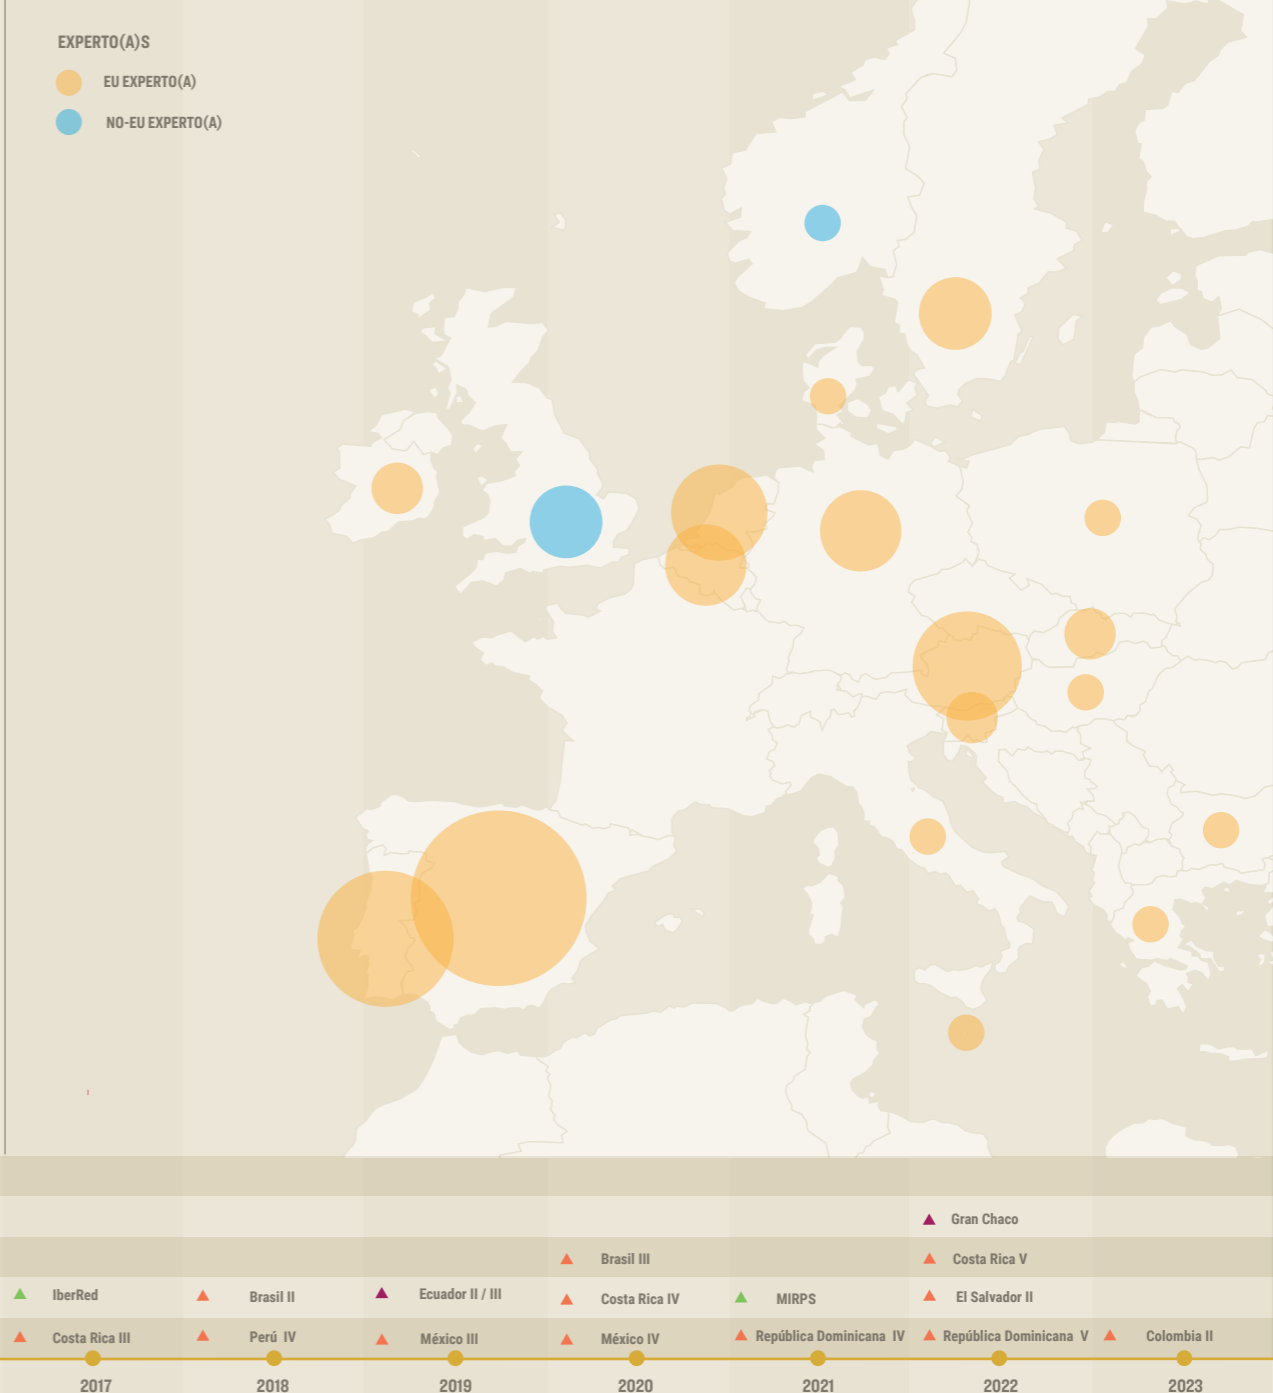 EXPERTO(A)S
EU EXPERTO(A)
NO-EU EXPERTO(A)
Gran Chaco
Brasil III
Costa Rica V
IberRed
Brasil II
Ecuador II / III
Costa Rica IV
MIRPS
El Salvador II
Costa Rica III
Perú IV
México III
México IV
República Dominicana IV
República Dominicana V
Colombia II
2017
2018
2019
2020
2021
2022
2023